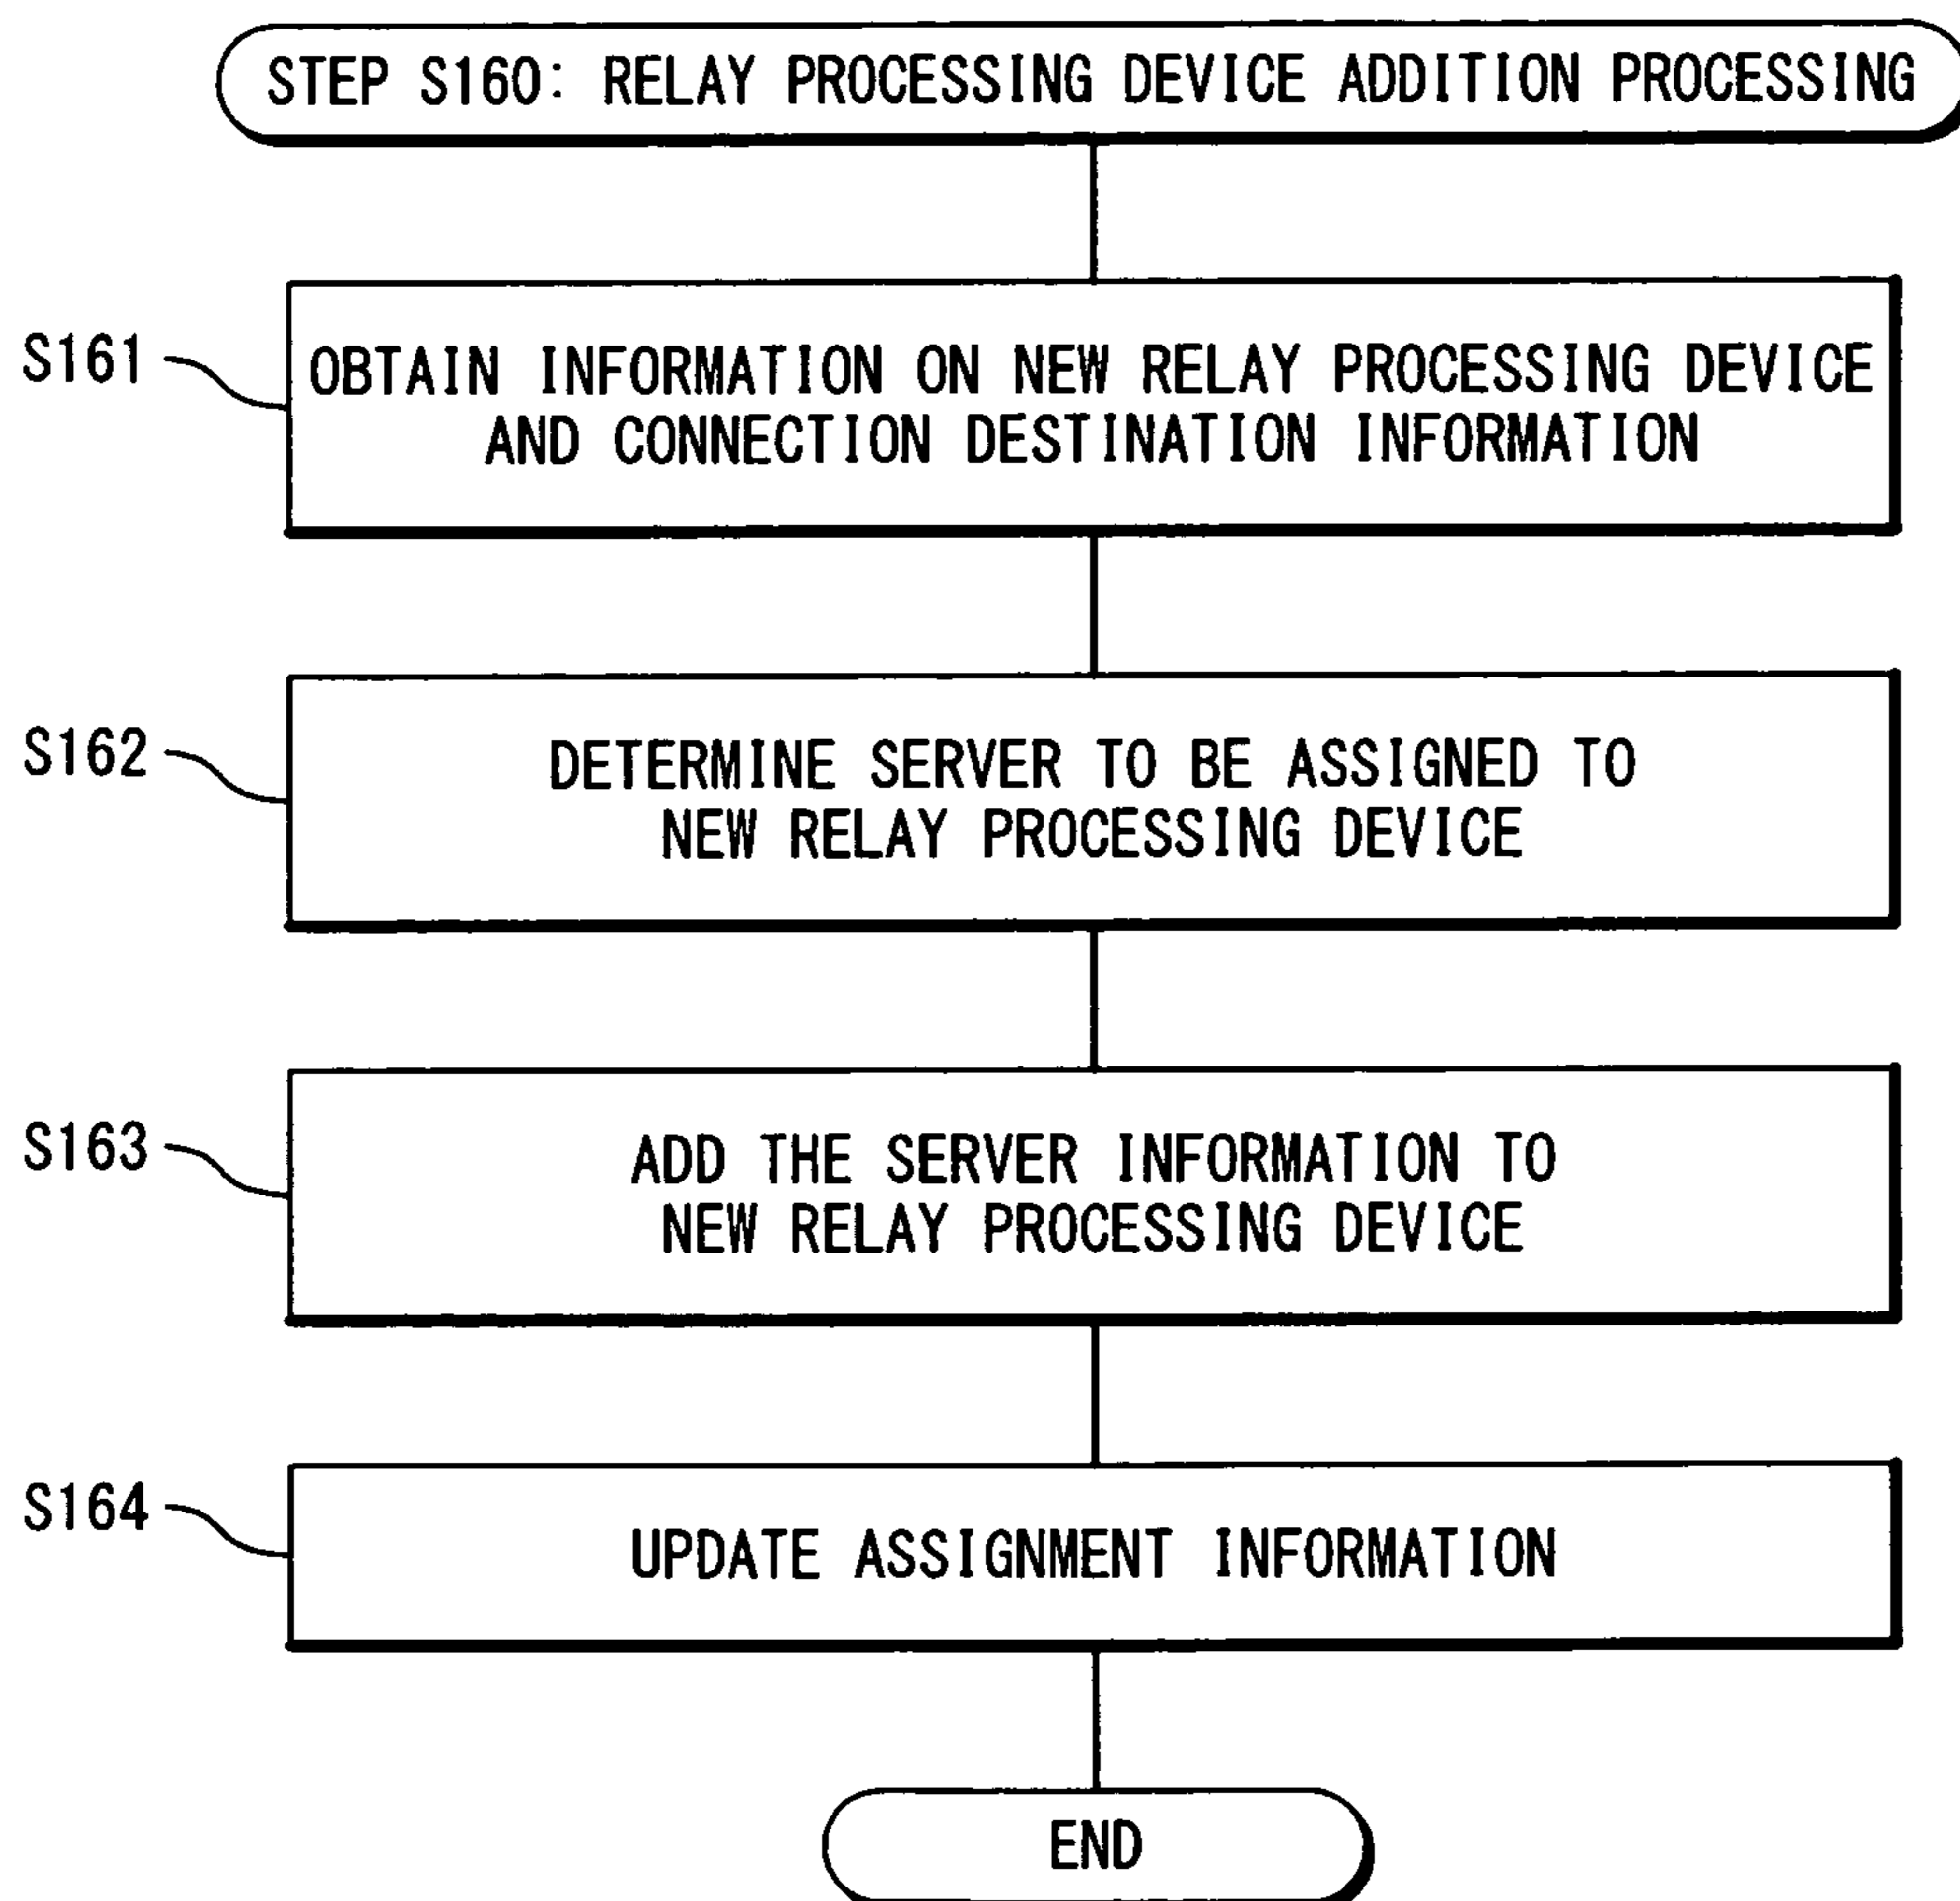 STEP S160: RELAY PROCESSING DEVICE ADDITION PROCESSING
S161
OBTAIN INFORMATION ON NEW RELAY PROCESSING DEVICE
AND CONNECTION DESTINATION INFORMATION
S162
DETERMINE SERVER TO BE ASSIGNED TO
NEW RELAY PROCESSING DEVICE
S163
ADD THE SERVER INFORMATION TO
NEW RELAY PROCESSING DEVICE
S164
UPDATE ASSIGNMENT INFORMATION
END